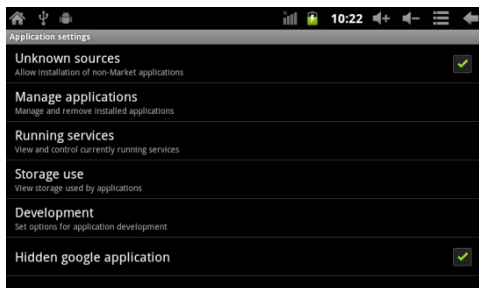 10:22
Application settings
Unknown sources
Allow installation of non-Market applications
Manage applications
Manage and remove installed applications
Running services
View and control currently running services
Storage use
View storage used by applications
Development
Set options for application development
Hidden google application